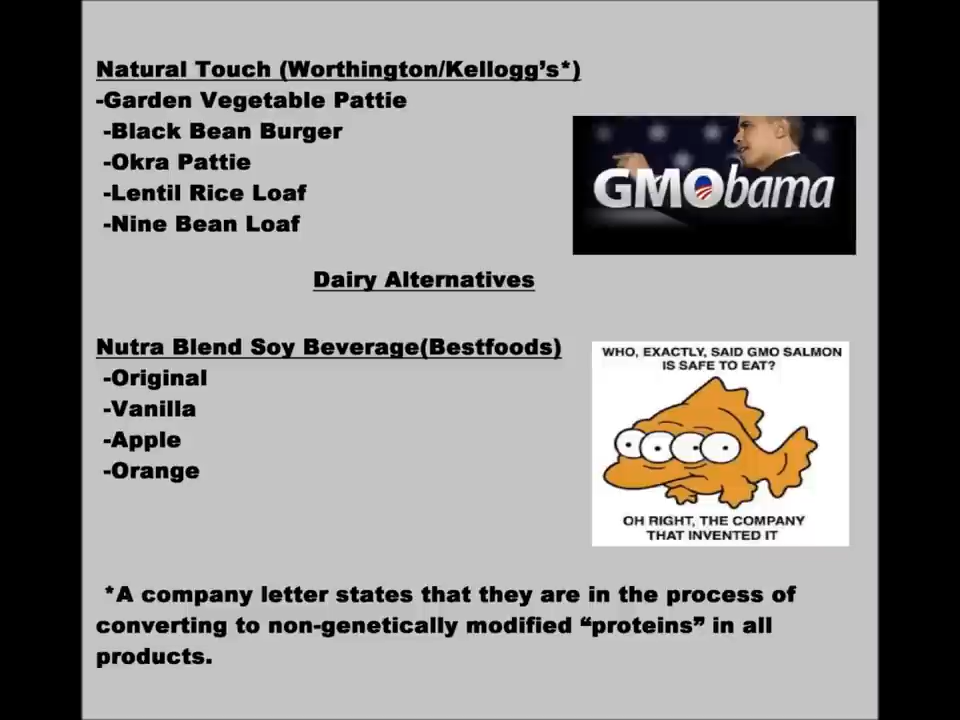 Natural Touch (Worthington/Kellogg's*)
-Garden Vegetable Pattie
-Black Bean Burger
-Okra Pattie
-Lentil Rice Loaf
-Nine Bean Loaf
GMObama
Dairy Alternatives
Nutra Blend Soy Beverage(Bestfoods)
-Original
-Vanilla
-Apple
-Orange
WHO, EXACTLY, SAID GMO SALMON
IS SAFE TO EAT?
OH RIGHT, THE COMPANY
THAT INVENTED IT
*A company letter states that they are in the process of
converting to non-genetically modified “proteins” in all
products.